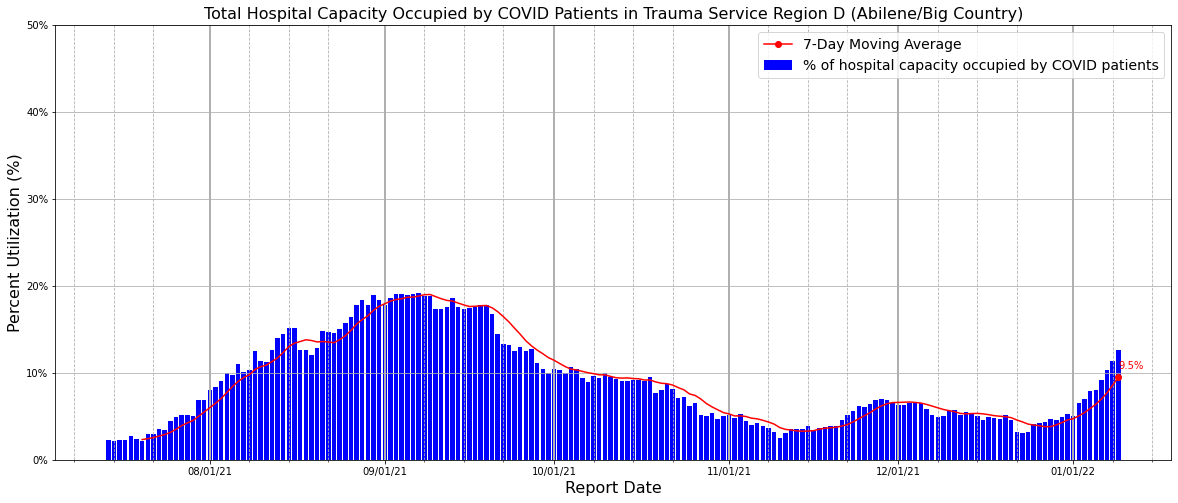 Total Hospital Capacity Occupied by COVID Patients in Trauma Service Region D (Abilene/Big Country)
50%
7-Day Moving Average
% of hospital capacity occupied by COVID patients
40%
30%
20%
10%
0%
Percent Utilization (%)
9.5%
08/01/21
09/01/21
10/01/21
11/01/21
12/01/21
01/01/22
Report Date